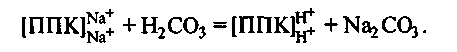 [ППК]Na⁺Na⁺ + H₂CO₃ = [ППК]H⁺H⁺ + Na₂CO₃.